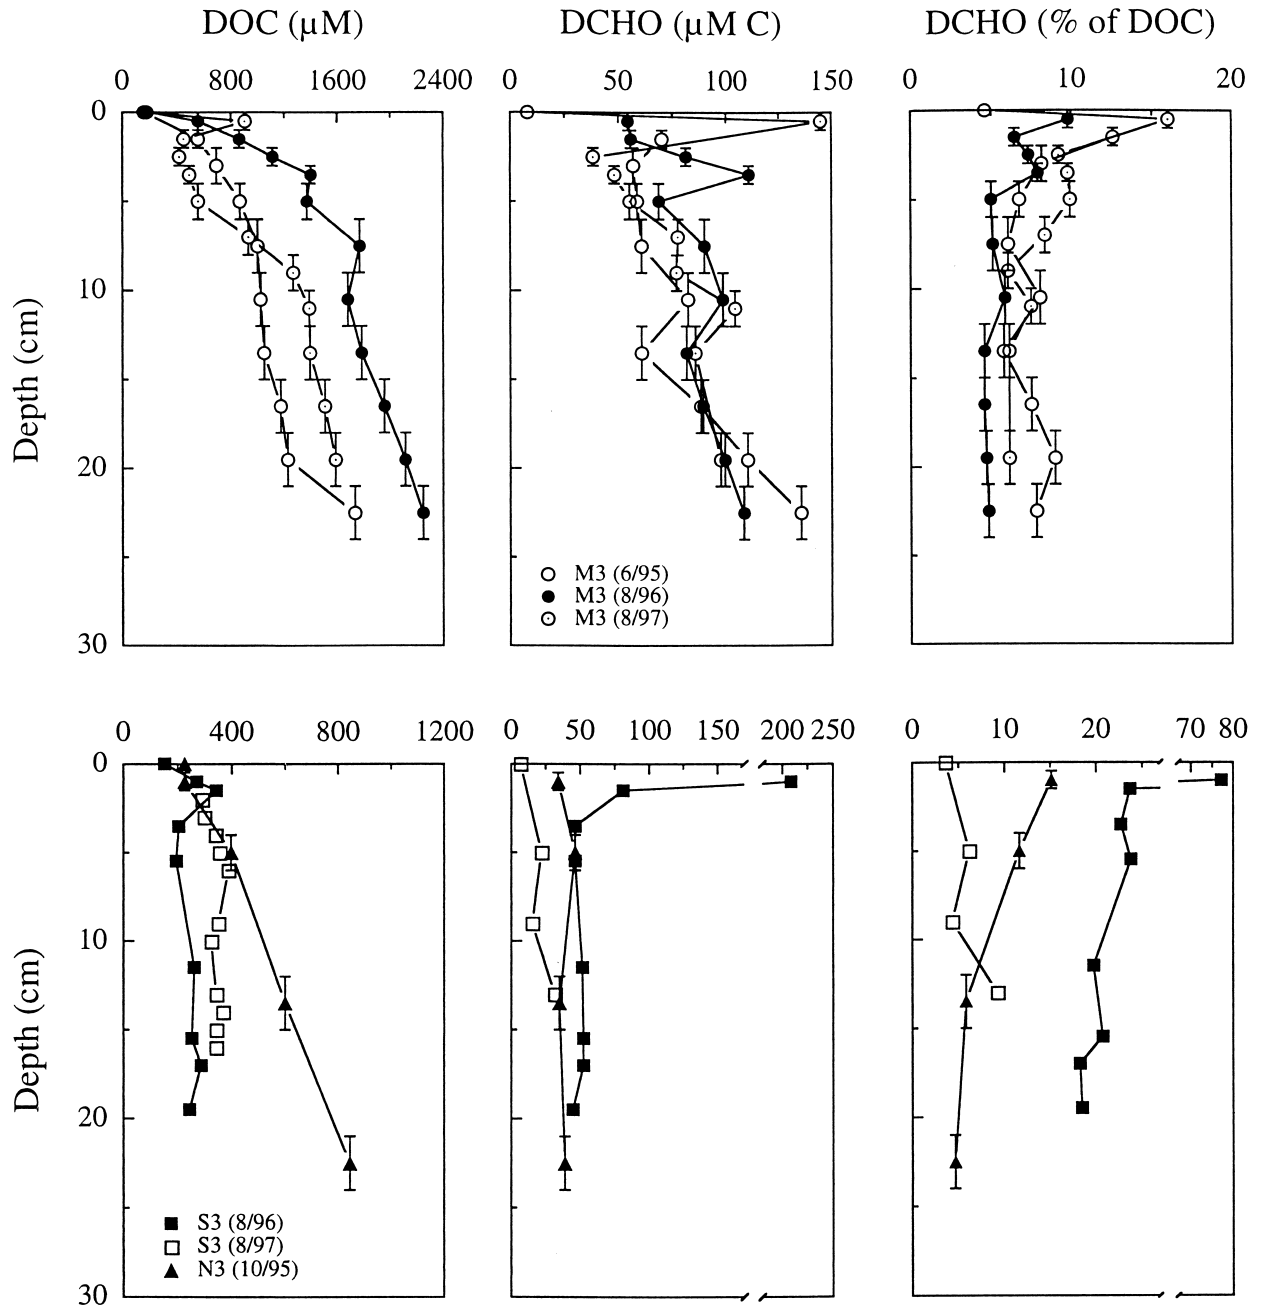 DOC (μM) DCHO (μM C) DCHO (% of DOC)
0 800 1600 2400 50 100 150 0 10 20
0
10
20
30
Depth (cm)
M3 (6/95)
M3 (8/96)
M3 (8/97)
0 400 800 1200 0 50 100 150 200 250 0 10 20 70 80
0
10
20
30
Depth (cm)
S3 (8/96)
S3 (8/97)
N3 (10/95)